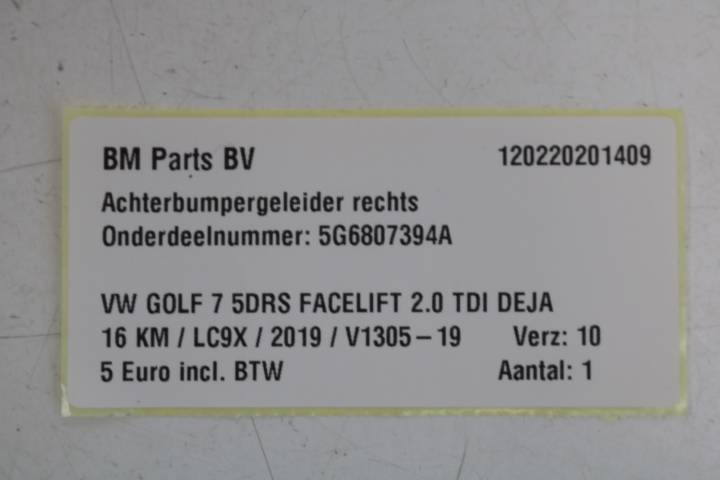 BM Parts BV 120220201409
Achterbumpergeleider rechts
Onderdeelnummer: 5G6807394A
VW GOLF 7 5DRS FACELIFT 2.0 TDI DEJA
16 KM / LC9X / 2019 / V1305-19 Verz: 10
5 Euro incl. BTW Aantal: 1